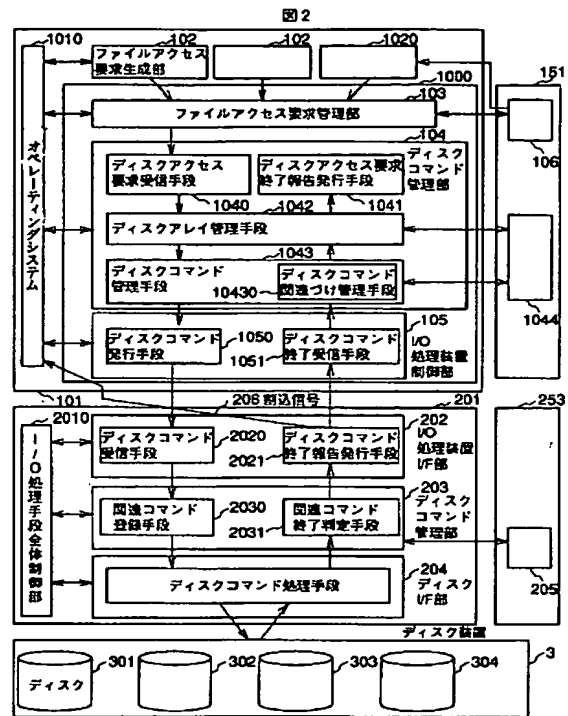 図2
1010
102
102
1020
ファイルアクセス
要求生成部
1000
151
103
ファイルアクセス要求管理部
106
104
ディスクアクセス
要求受信手段
ディスクアクセス要求
終了報告発行手段
ディスク
コマンド
管理部
1040
1042
1041
ディスクアレイ管理手段
1043
ディスクコマンド
管理手段
ディスクコマンド
関連づけ管理手段
10430
1044
オペレーティングシステム
105
ディスクコマンド
発行手段
1050
1051
ディスクコマンド
終了受信手段
I/O
処理装置
制御部
101
206 割込信号
201
2010
202
253
ディスクコマンド
受信手段
2020
2021
ディスクコマンド
終了報告発行手段
I/O
処理装置
I/F部
203
関連コマンド
登録手段
2030
2031
関連コマンド
終了判定手段
ディスク
コマンド
管理部
I/O処理手段全体制御部
204
205
ディスクコマンド処理手段
ディスク
I/F部
ディスク装置
301
302
303
304
3
ディスク